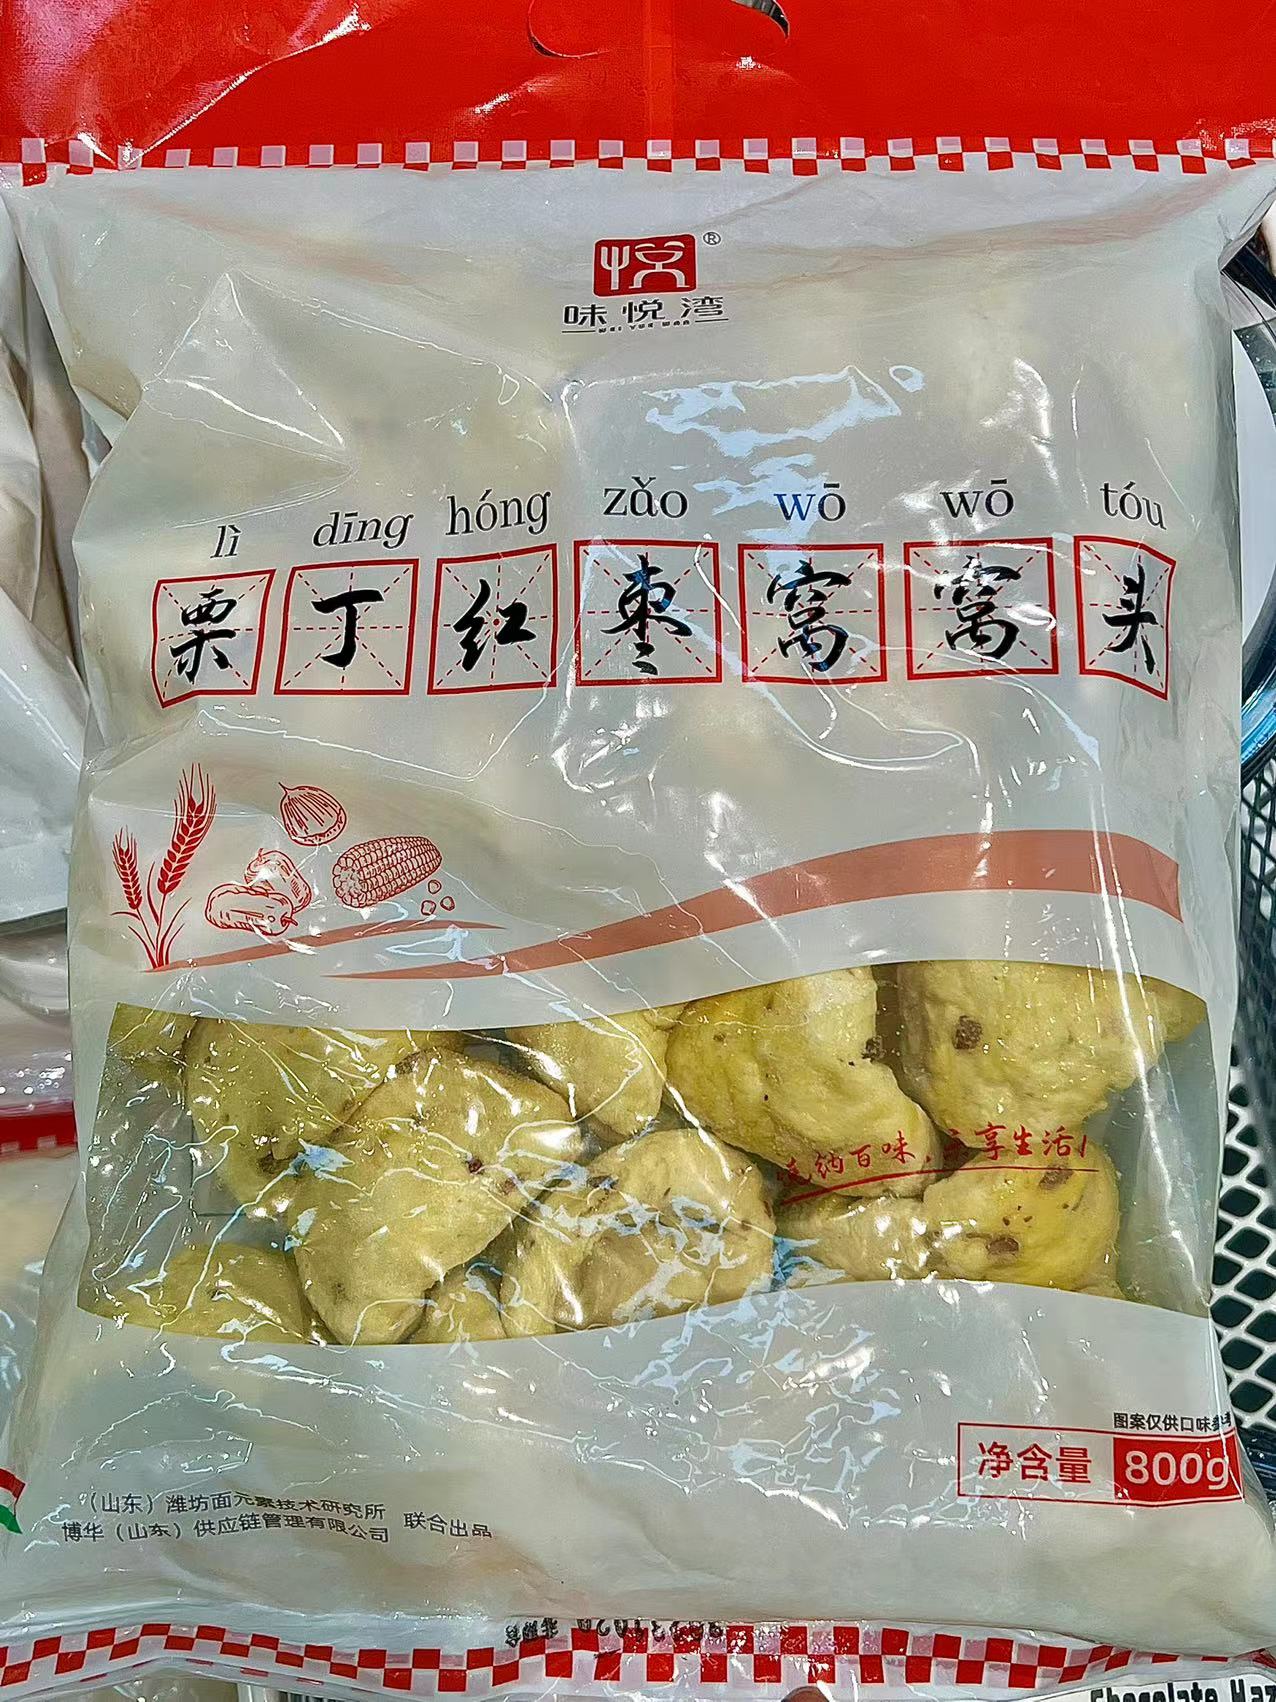 悦®
味悦湾
WEI YUE WAN
lì dīng hóng zǎo wō wō tóu
栗丁红枣窝窝头
纳百味，享生活
图案仅供口味参考
净含量 800g
（山东）潍坊面元素技术研究所
博华（山东）供应链管理有限公司
联合出品